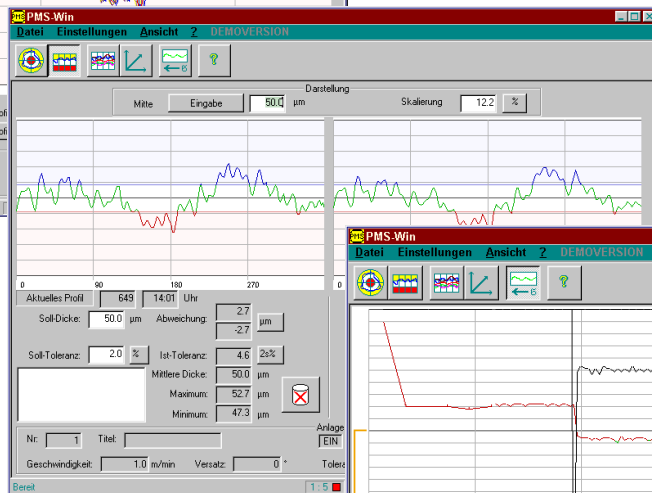 PMS-Win
Datei Einstellungen Ansicht ? DEMOVERSION
Darstellung
Mitte Eingabe 50.0 µm Skalierung 12.2 %
0 90 180 270 0
Aktuelles Profil 649 14:01 Uhr
Soll-Dicke: 50.0 µm Abweichung: 2.7 µm
-2.7
Soll-Toleranz: 2.0 % Ist-Toleranz: 4.6 2s%
Mittlere Dicke: 50.0 µm
Maximum: 52.7 µm
Minimum: 47.3 µm
Anlage
Nr: 1 Titel: EIN
Geschwindigkeit: 1.0 m/min Versatz: 0 ° Tolera
Bereit 1:5
PMS-Win
Datei Einstellungen Ansicht ? DEMOVERSION